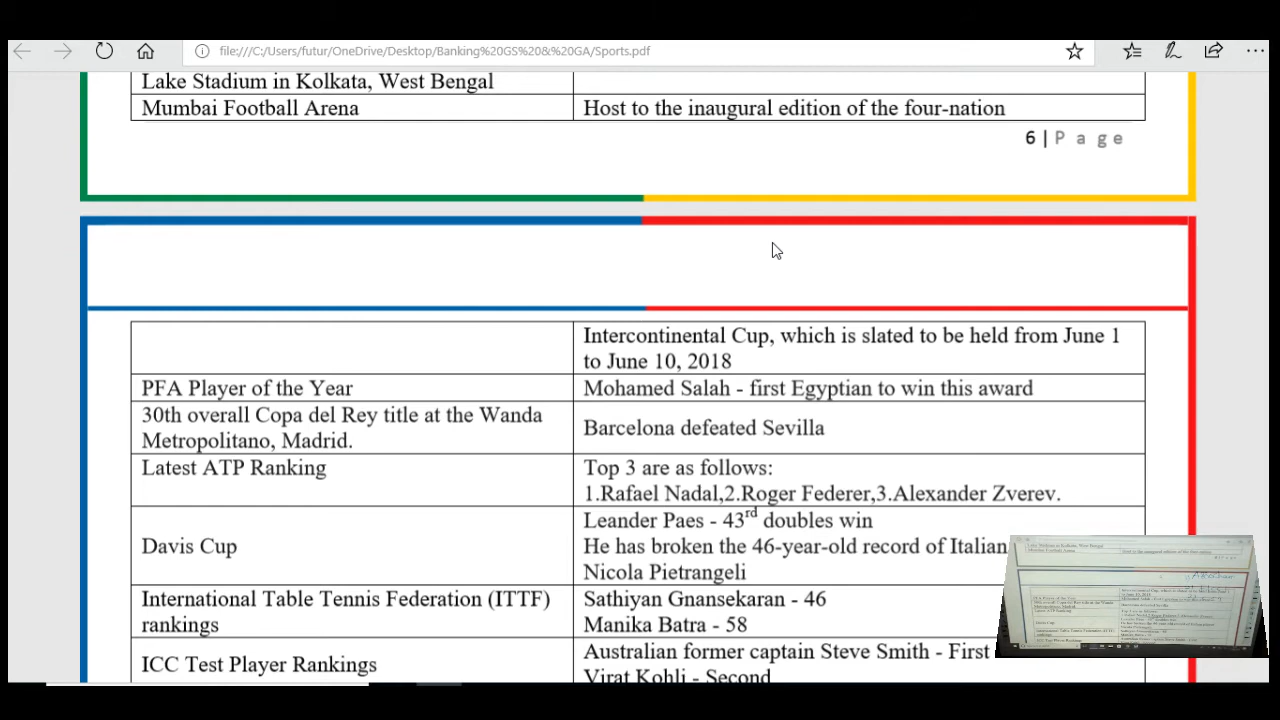 file:///C:/Users/futur/OneDrive/Desktop/Banking%20GS%20&%20GA/Sports.pdf
Lake Stadium in Kolkata, West Bengal
Mumbai Football Arena
Host to the inaugural edition of the four-nation
6 | P a g e
Intercontinental Cup, which is slated to be held from June 1
to June 10, 2018
PFA Player of the Year
Mohamed Salah - first Egyptian to win this award
30th overall Copa del Rey title at the Wanda
Metropolitano, Madrid.
Barcelona defeated Sevilla
Latest ATP Ranking
Top 3 are as follows:
1.Rafael Nadal,2.Roger Federer,3.Alexander Zverev.
Davis Cup
Leander Paes - 43rd doubles win
He has broken the 46-year-old record of Italian
Nicola Pietrangeli
International Table Tennis Federation (ITTF)
rankings
Sathiyan Gnansekaran - 46
Manika Batra - 58
ICC Test Player Rankings
Australian former captain Steve Smith - First
Virat Kohli - Second